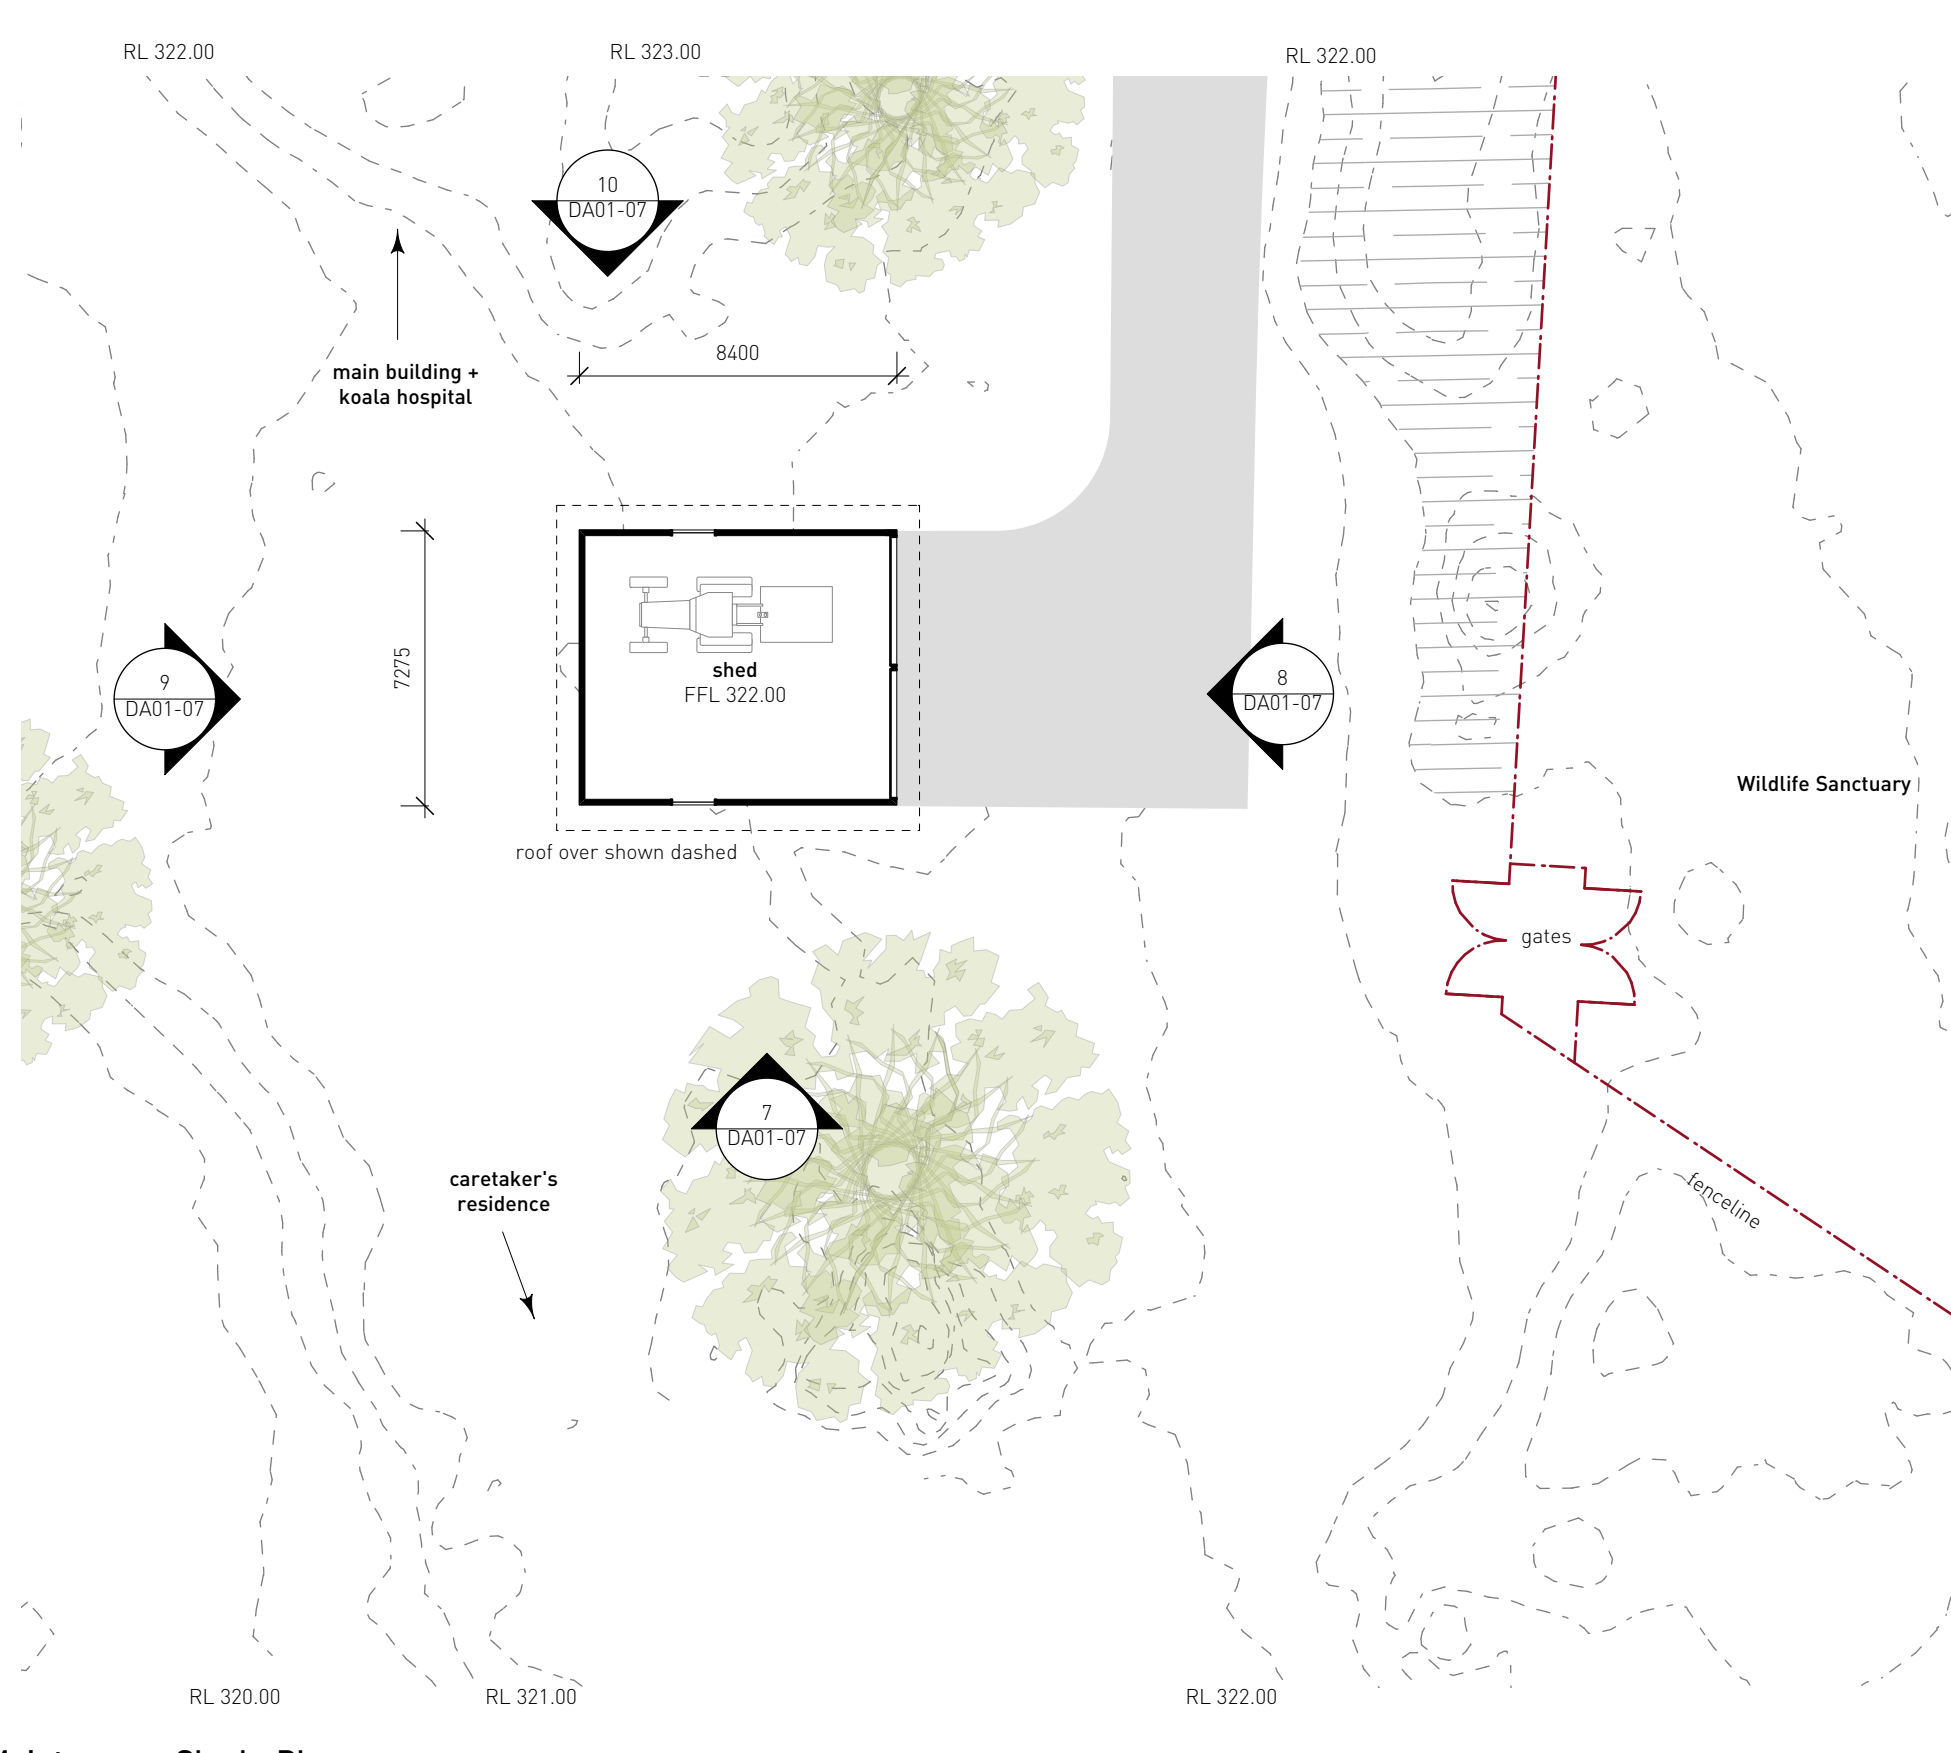 RL 322.00
RL 323.00
RL 322.00
10
DA01-07
8400
main building +
koala hospital
7275
shed
FFL 322.00
9
DA01-07
8
DA01-07
Wildlife Sanctuary
roof over shown dashed
gates
7
DA01-07
caretaker's
residence
fenceline
RL 320.00
RL 321.00
RL 322.00